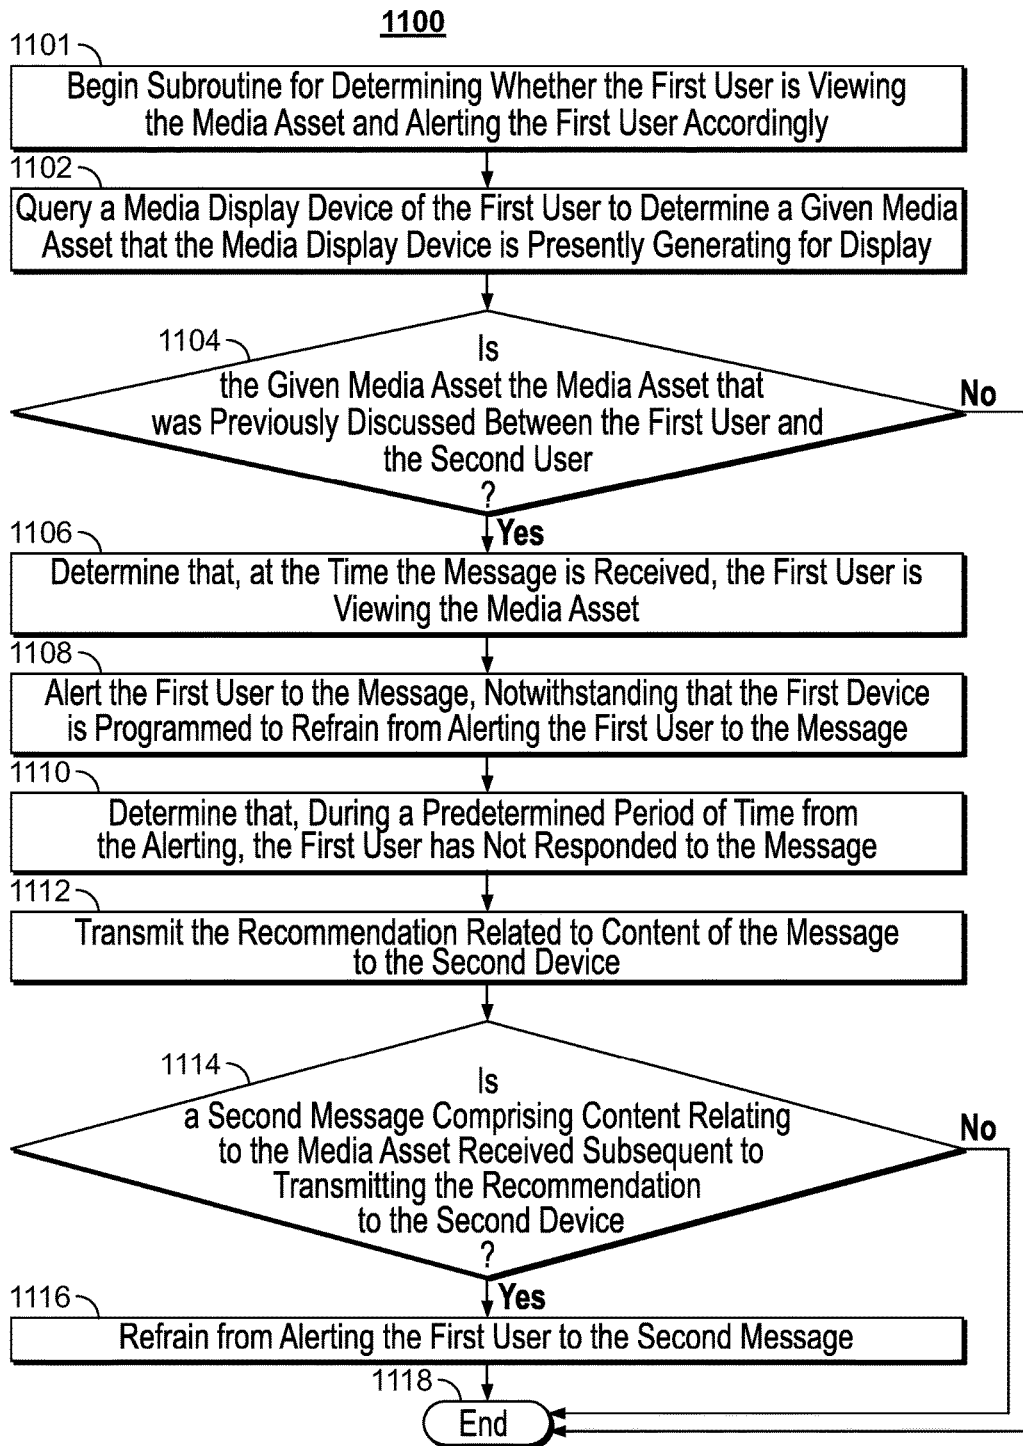 1100
1101
Begin Subroutine for Determining Whether the First User is Viewing
the Media Asset and Alerting the First User Accordingly
1102
Query a Media Display Device of the First User to Determine a Given Media
Asset that the Media Display Device is Presently Generating for Display
1104
Is
the Given Media Asset the Media Asset that
was Previously Discussed Between the First User and
the Second User
?
No
Yes
1106
Determine that, at the Time the Message is Received, the First User is
Viewing the Media Asset
1108
Alert the First User to the Message, Notwithstanding that the First Device
is Programmed to Refrain from Alerting the First User to the Message
1110
Determine that, During a Predetermined Period of Time from
the Alerting, the First User has Not Responded to the Message
1112
Transmit the Recommendation Related to Content of the Message
to the Second Device
1114
Is
a Second Message Comprising Content Relating
to the Media Asset Received Subsequent to
Transmitting the Recommendation
to the Second Device
?
No
Yes
1116
Refrain from Alerting the First User to the Second Message
1118
End